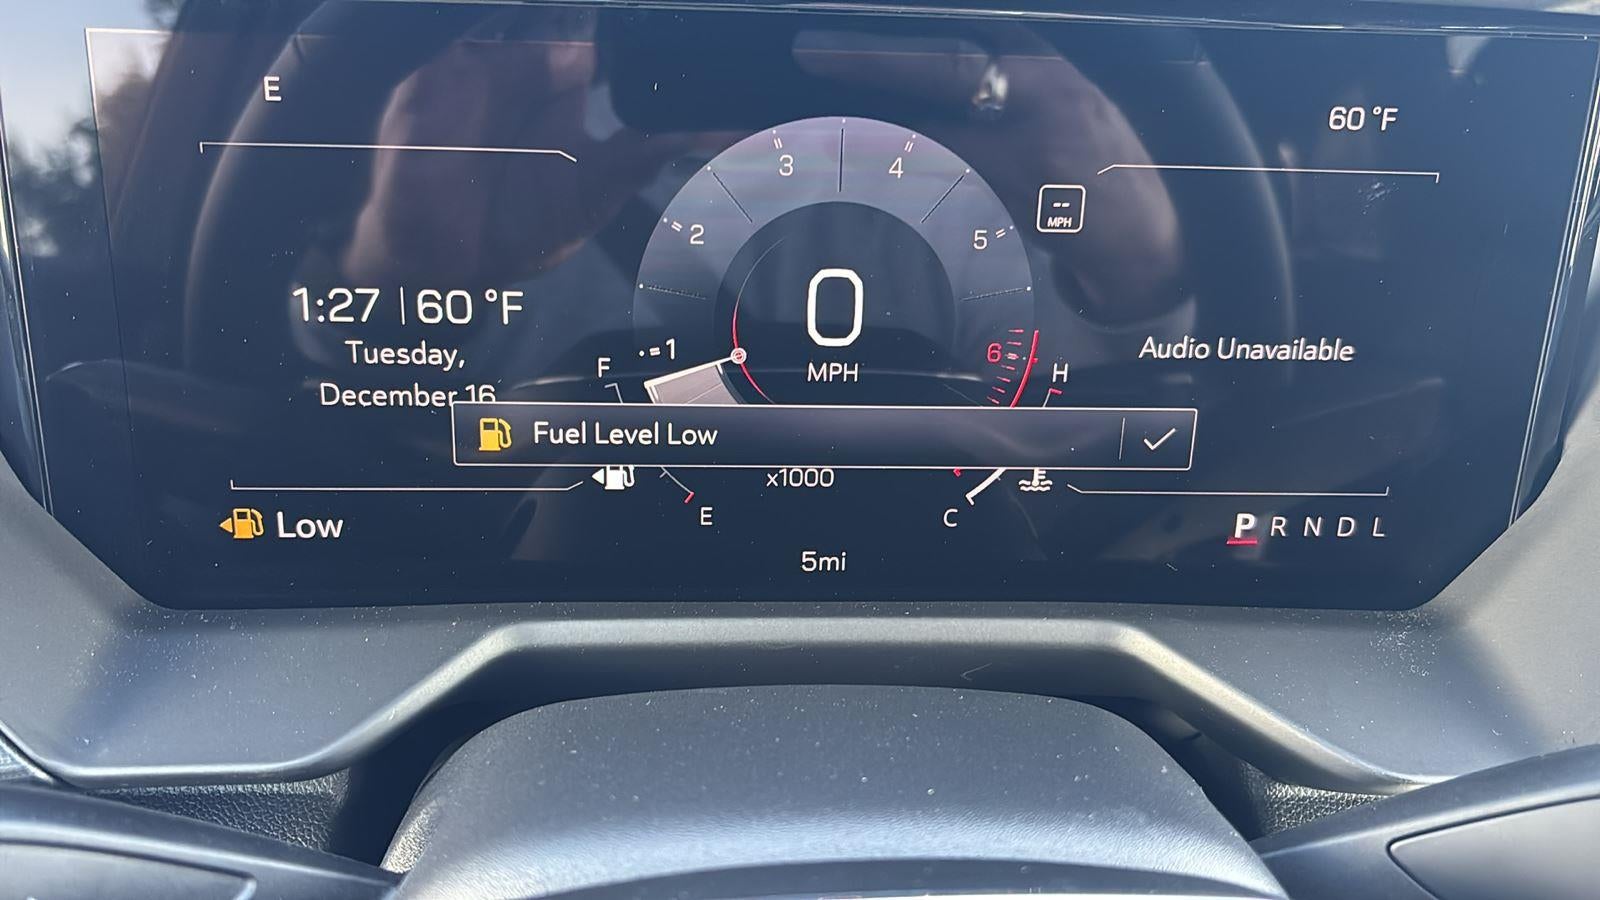 E
60 °F
3
4
2
5
--
MPH
1:27 | 60 °F
Tuesday,
December 16
0
MPH
1
6
F
H
Audio Unavailable
Fuel Level Low
x1000
E
C
Low
P R N D L
5mi